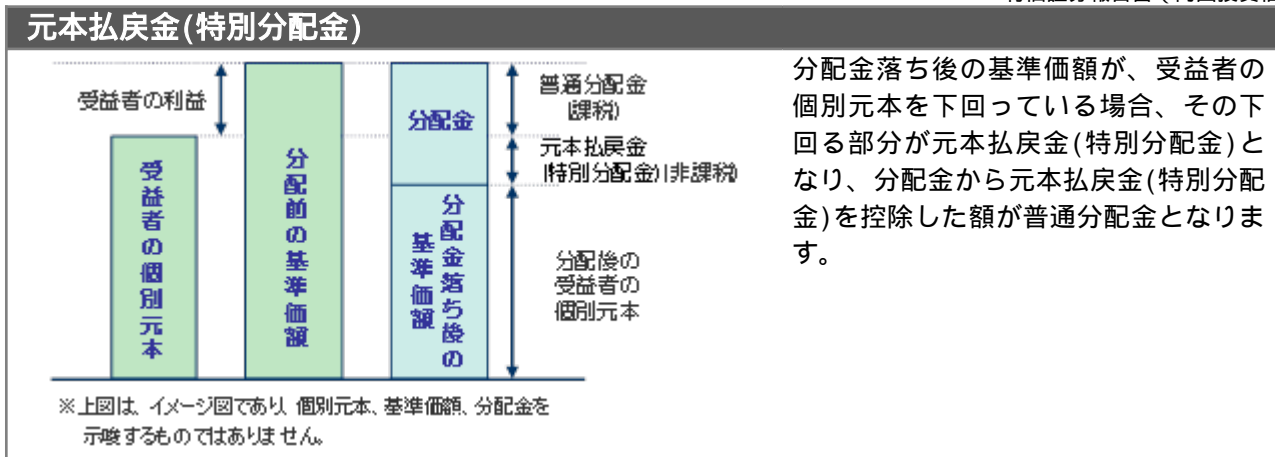 元本払戻金(特別分配金)
受益者の利益
受益者の個別元本
分配前の基準価額
分配金
分配金落ち後の
基準価額
普通分配金
(課税)
元本払戻金
(特別分配金)(非課税)
分配後の
受益者の
個別元本
※上図は、イメージ図であり、個別元本、基準価額、分配金を
示唆するものではありません。
分配金落ち後の基準価額が、受益者の
個別元本を下回っている場合、その下
回る部分が元本払戻金(特別分配金)と
なり、分配金から元本払戻金(特別分配
金)を控除した額が普通分配金となりま
す。